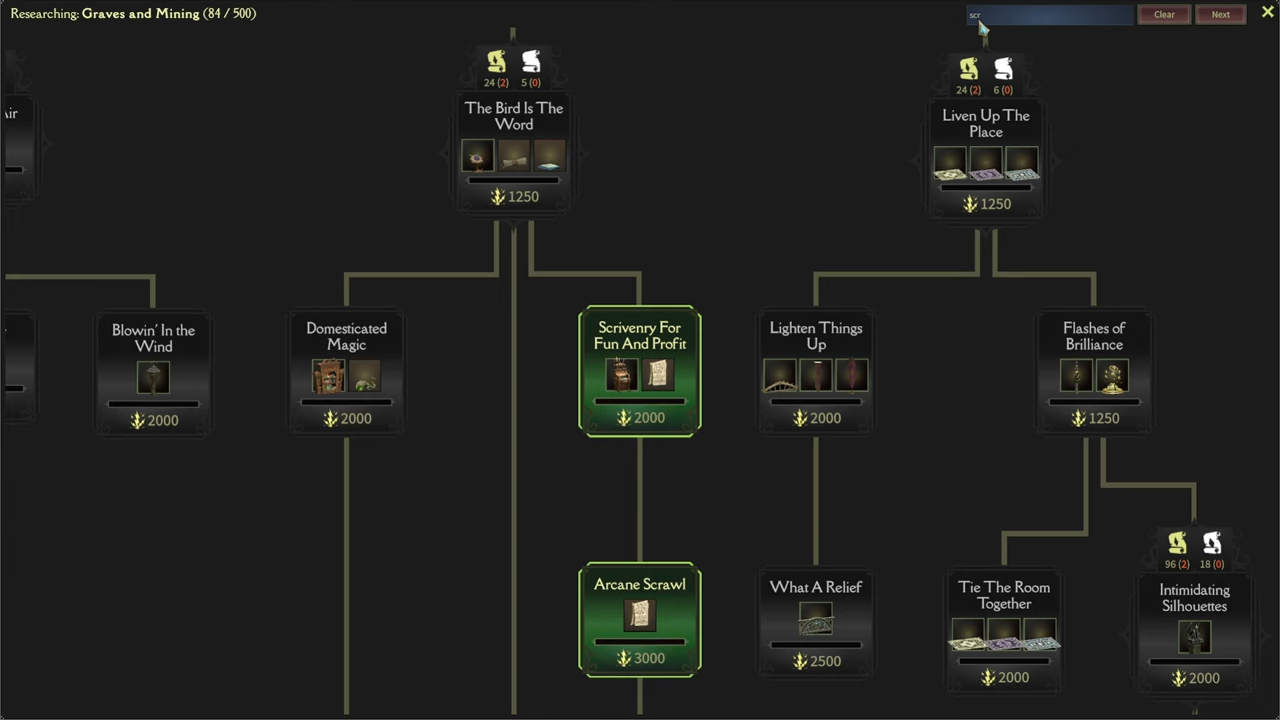 Researching: Graves and Mining (84 / 500)
scr
Clear
Next
24 (2)
5 (0)
The Bird Is The
Word
1250
24 (2)
6 (0)
Liven Up The
Place
1250
Air
Blowin' In the
Wind
2000
Domesticated
Magic
2000
Scrivenry For
Fun And Profit
2000
Lighten Things
Up
2000
Flashes of
Brilliance
1250
Arcane Scrawl
3000
What A Relief
2500
Tie The Room
Together
2000
96 (2)
18 (0)
Intimidating
Silhouettes
2000